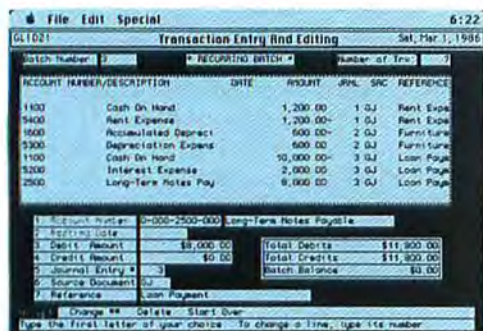 File Edit Special 6:22
GL1D21 Transaction Entry And Editing Sat, Mar 1, 1986
Batch Number 3 * RECURRING BATCH * Number of Trx: 7
ACCOUNT NUMBER/DESCRIPTION DATE AMOUNT JRNL SRC REFERENCE
1100 Cash On Hand 1,200.00- 1 GJ Rent Expe
5400 Rent Expense 1,200.00 1 GJ Rent Expe
1600 Accumulated Depreci 600.00- 2 GJ Furniture
5300 Depreciation Expens 600.00 2 GJ Furniture
1100 Cash On Hand 10,000.00- 3 GJ Loan Payme
5200 Interest Expense 2,000.00 3 GJ Loan Payme
2500 Long-Term Notes Pay 8,000.00 3 GJ Loan Payme
1 Account Number 0-000-2500-000 Long-Term Notes Payable
2 Posting Date
3 Debit Amount $8,000.00 Total Debits $11,800.00
4 Credit Amount $0.00 Total Credits $11,800.00
5 Journal Entry # 3 Batch Balance $0.00
6 Source Document GJ
7 Reference Loan Payment
Change ** Delete Start Over
Type the first letter of your choice To change a line, type its number